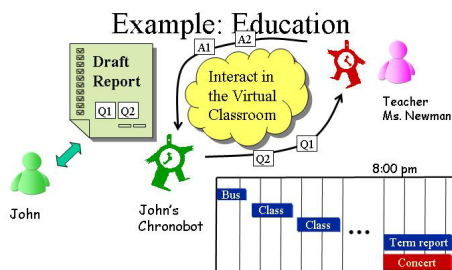 Example: Education
A1
A2
Draft
Report
Q1 Q2
Interact in
the Virtual
Classroom
Teacher
Ms. Newman
Q2
Q1
John
John's
Chronobot
8:00 pm
Bus
Class
Class
...
Term report
Concert